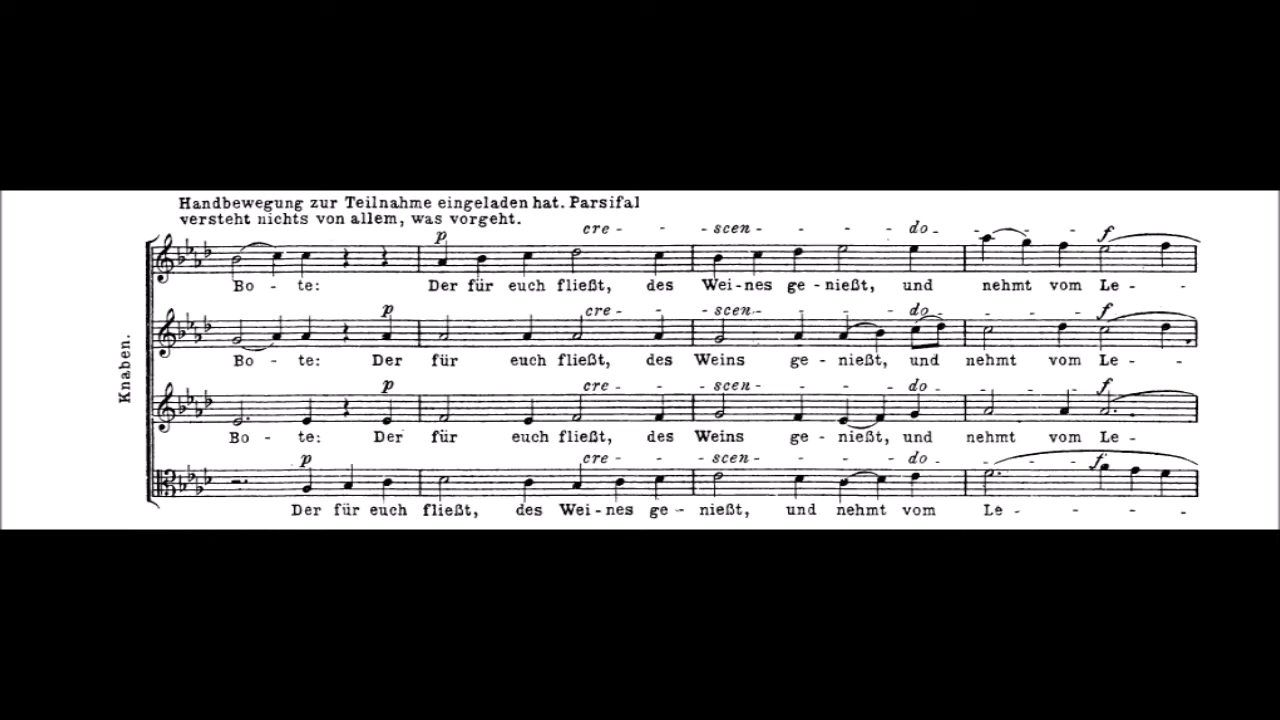 Handbewegung zur Teilnahme eingeladen hat. Parsifal
versteht nichts von allem, was vorgeht.
p cre - - scen - - - do - - - - f
Bo - te: Der für euch fließt, des Wei-nes ge-nießt, und nehmt vom Le - -
p cre - - scen - - - do - - - - f
Bo - te: Der für euch fließt, des Weins ge-nießt, und nehmt vom Le - -
Knaben.
p cre - - scen - - - do - - - - f
Bo - te: Der für euch fließt, des Weins ge - nießt, und nehmt vom Le -
p cre - - scen - - - do - - - - f
Der für euch fließt, des Wei-nes ge - nießt, und nehmt vom Le - - - -